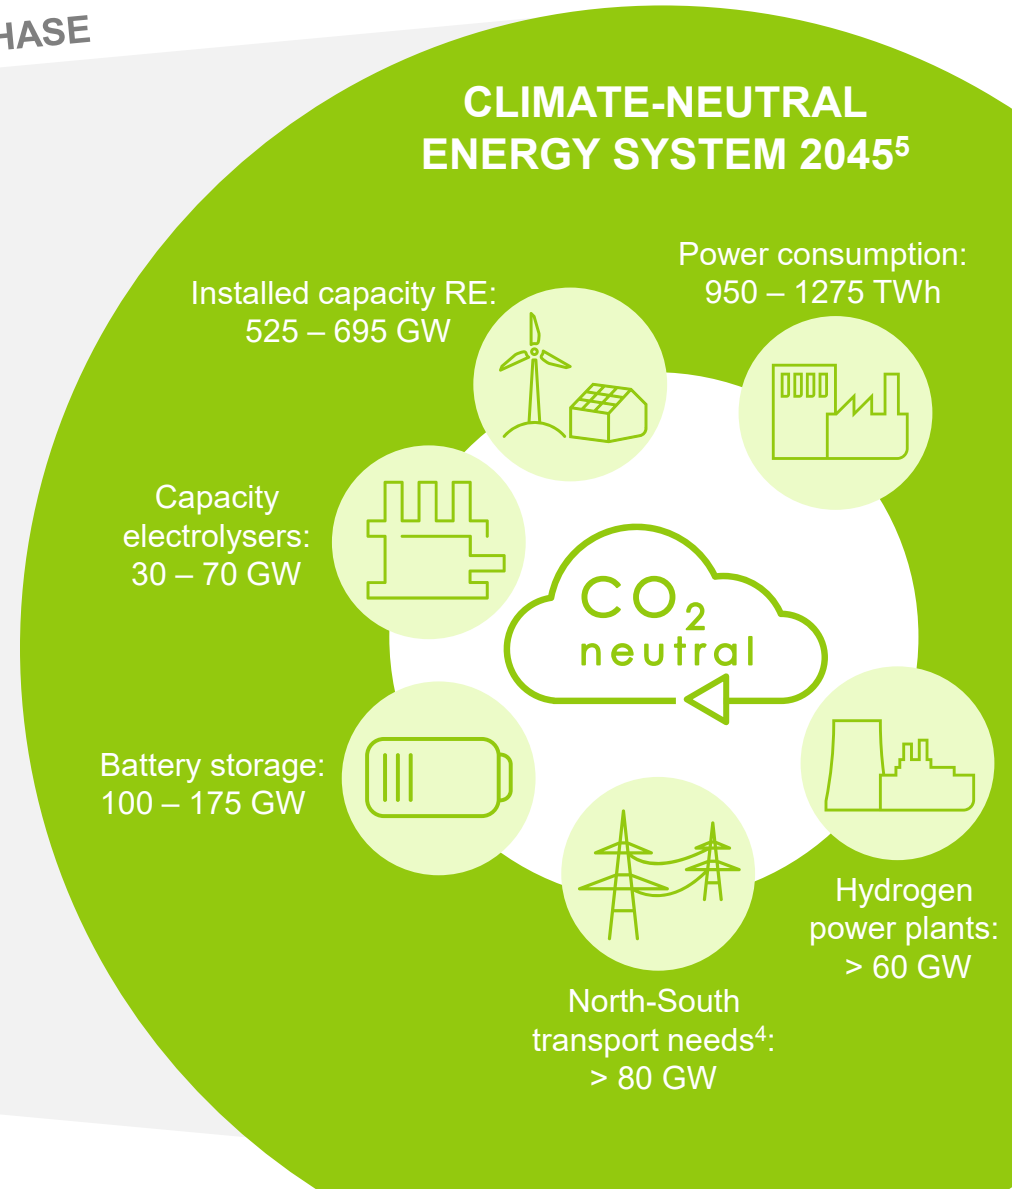 CLIMATE-NEUTRAL
ENERGY SYSTEM 2045⁵
Power consumption:
950 – 1275 TWh
Installed capacity RE:
525 – 695 GW
Capacity
electrolysers:
30 – 70 GW
CO₂
neutral
Battery storage:
100 – 175 GW
Hydrogen
power plants:
> 60 GW
North-South
transport needs⁴:
> 80 GW